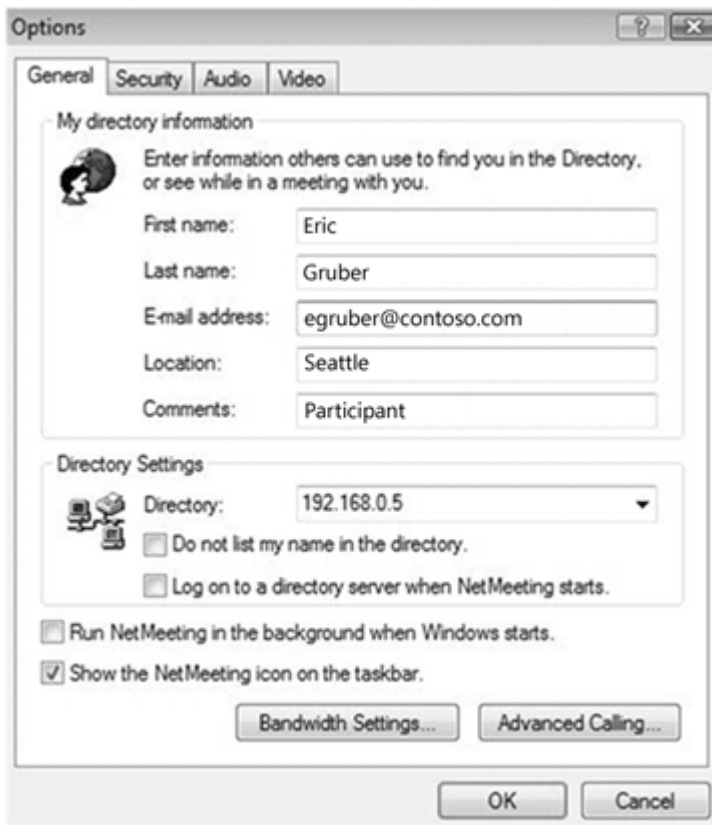 Options
General Security Audio Video
My directory information
Enter information others can use to find you in the Directory,
or see while in a meeting with you.
First name: Eric
Last name: Gruber
E-mail address: egruber@contoso.com
Location: Seattle
Comments: Participant
Directory Settings
Directory: 192.168.0.5
Do not list my name in the directory.
Log on to a directory server when NetMeeting starts.
Run NetMeeting in the background when Windows starts.
Show the NetMeeting icon on the taskbar.
Bandwidth Settings... Advanced Calling...
OK Cancel